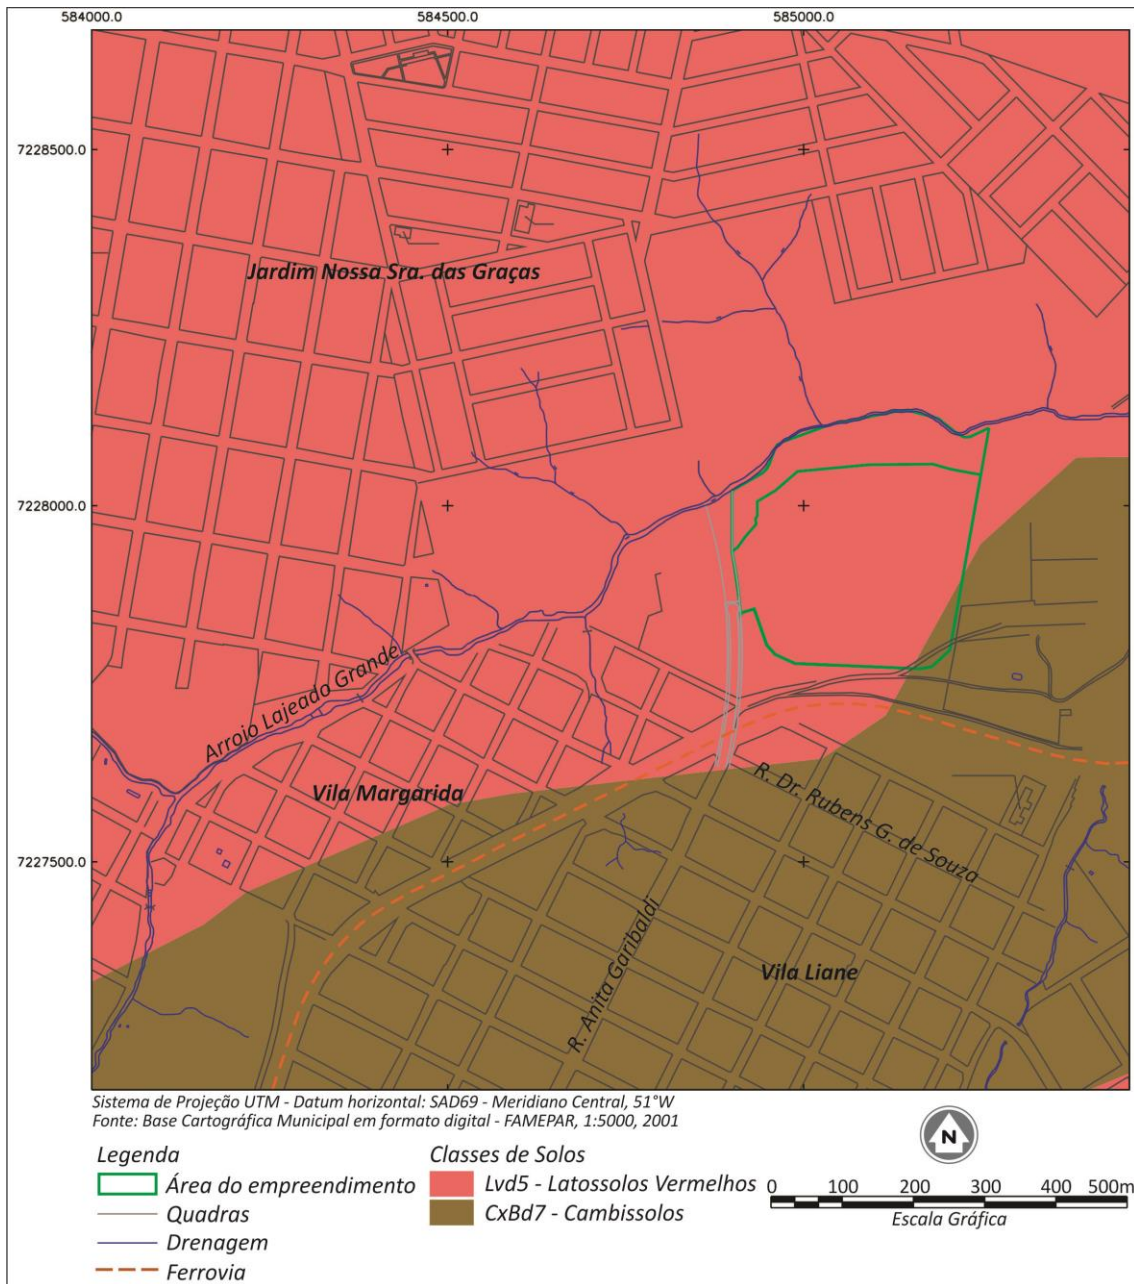 584000.0 584500.0 585000.0
7228500.0
Jardim Nossa Sra. das Graças
7228000.0
Arroio Lajeado Grande
Vila Margarida
R. Dr. Rubens G. de Souza
7227500.0
R. Anita Garibaldi
Vila Liane
Sistema de Projeção UTM - Datum horizontal: SAD69 - Meridiano Central, 51°W
Fonte: Base Cartográfica Municipal em formato digital - FAMEPAR, 1:5000, 2001
N
Legenda
Área do empreendimento
Quadras
Drenagem
Ferrovia
Classes de Solos
Lvd5 - Latossolos Vermelhos
CxBd7 - Cambissolos
0 100 200 300 400 500m
Escala Gráfica